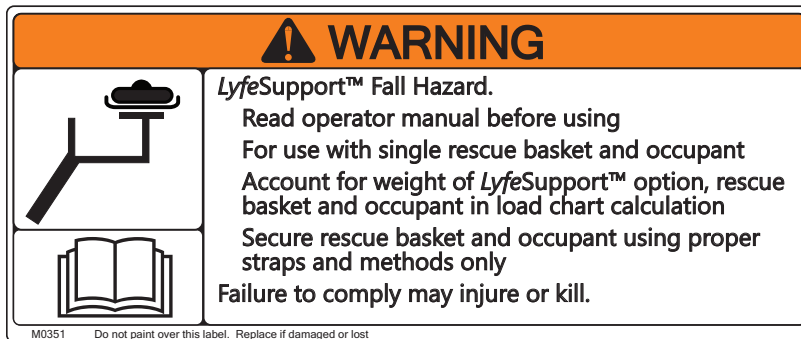 WARNING
LyfeSupport™ Fall Hazard.
Read operator manual before using
For use with single rescue basket and occupant
Account for weight of LyfeSupport™ option, rescue
basket and occupant in load chart calculation
Secure rescue basket and occupant using proper
straps and methods only
Failure to comply may injure or kill.
M0351 Do not paint over this label. Replace if damaged or lost